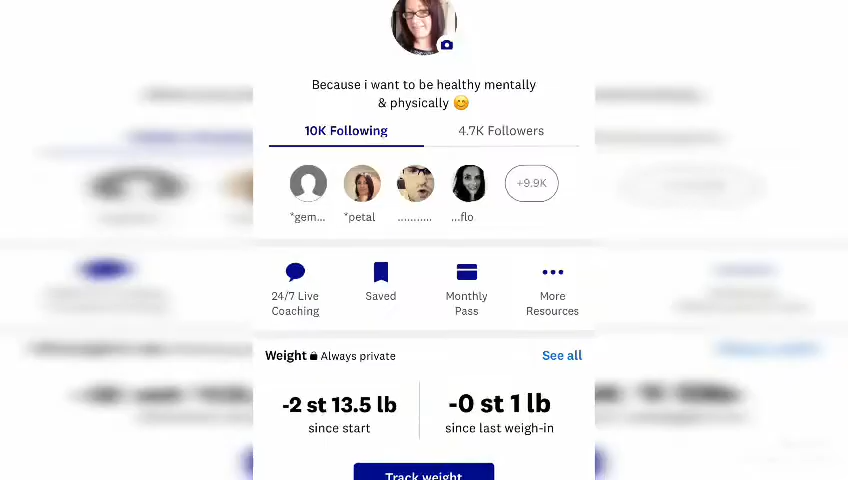 Because i want to be healthy mentally
& physically 😊
10K Following
4.7K Followers
+9.9K
*gem...
*petal
...........
...flo
24/7 Live
Coaching
Saved
Monthly
Pass
More
Resources
Weight Always private
See all
-2 st 13.5 lb
since start
-0 st 1 lb
since last weigh-in
Track weight